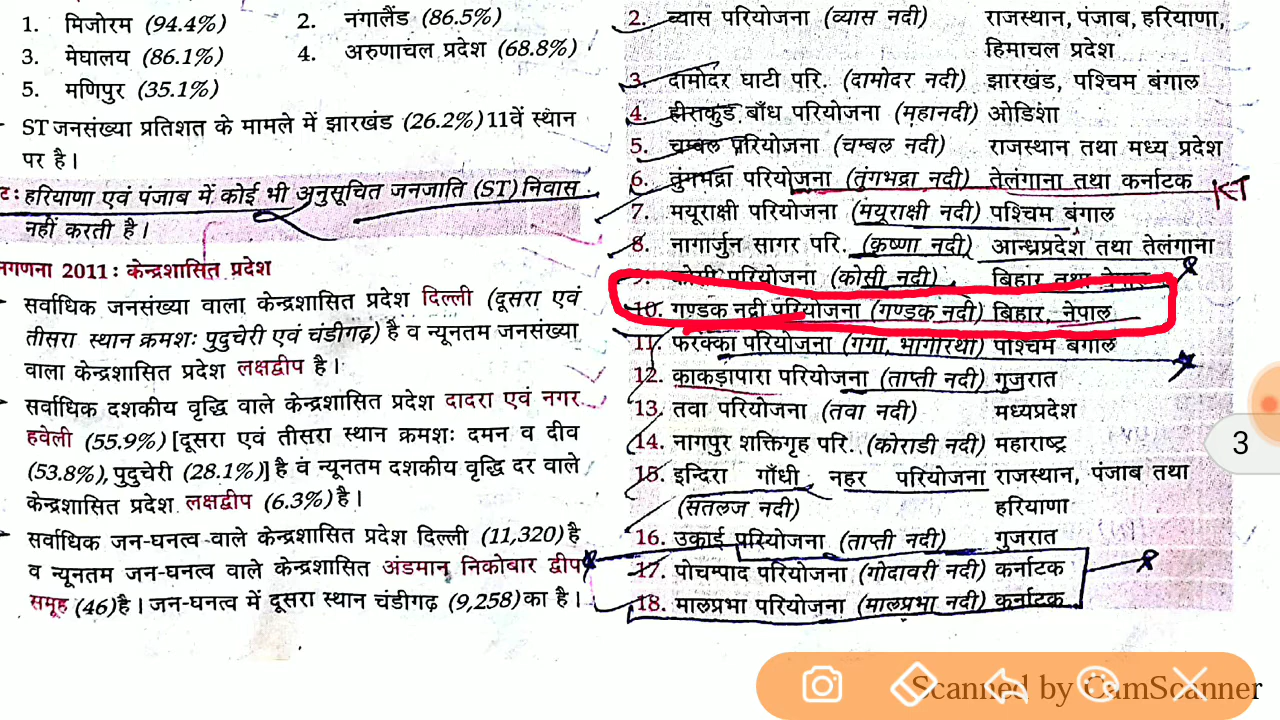 1. मिजोरम (94.4%) 2. नगालैंड (86.5%)
3. मेघालय (86.1%) 4. अरुणाचल प्रदेश (68.8%)
5. मणिपुर (35.1%)
ST जनसंख्या प्रतिशत के मामले में झारखंड (26.2%) 11वें स्थान
पर है।
ट: हरियाणा एवं पंजाब में कोई भी अनुसूचित जनजाति (ST) निवास
नहीं करती है।
नगणना 2011: केन्द्रशासित प्रदेश
सर्वाधिक जनसंख्या वाला केन्द्रशासित प्रदेश दिल्ली (दूसरा एवं
तीसरा स्थान क्रमशः पुदुचेरी एवं चंडीगढ़) है व न्यूनतम जनसंख्या
वाला केन्द्रशासित प्रदेश लक्षद्वीप है।
सर्वाधिक दशकीय वृद्धि वाले केन्द्रशासित प्रदेश दादरा एवं नगर
हवेली (55.9%) [दूसरा एवं तीसरा स्थान क्रमशः दमन व दीव
(53.8%), पुदुचेरी (28.1%)] है वं न्यूनतम दशकीय वृद्धि दर वाले
केन्द्रशासित प्रदेश लक्षद्वीप (6.3%) है।
सर्वाधिक जन-घनत्व वाले केन्द्रशासित प्रदेश दिल्ली (11,320) है
व न्यूनतम जन-घनत्व वाले केन्द्रशासित प्रदेश अंडमान निकोबार द्वीप
समूह (46) है। जन-घनत्व में दूसरा स्थान चंडीगढ़ (9,258) का है।
2. व्यास परियोजना (व्यास नदी) राजस्थान, पंजाब, हरियाणा,
हिमाचल प्रदेश
3. दामोदर घाटी परि. (दामोदर नदी) झारखंड, पश्चिम बंगाल
4. हीराकुड बाँध परियोजना (महानदी) ओडिशा
5. चम्बल परियोजना (चम्बल नदी) राजस्थान तथा मध्य प्रदेश
6. तुंगभद्रा परियोजना (तुंगभद्रा नदी) तेलंगाना तथा कर्नाटक KT
7. मयूराक्षी परियोजना (मयूराक्षी नदी) पश्चिम बंगाल
8. नागार्जुन सागर परि. (कृष्णा नदी) आन्ध्रप्रदेश तथा तेलंगाना
9. कोसी परियोजना (कोसी नदी) बिहार तथा नेपाल
10. गण्डक नदी परियोजना (गण्डक नदी) बिहार, नेपाल
11. फरक्का परियोजना (गंगा, भागीरथी) पश्चिम बंगाल
12. काकड़ापारा परियोजना (ताप्ती नदी) गुजरात
13. तवा परियोजना (तवा नदी) मध्यप्रदेश
14. नागपुर शक्तिगृह परि. (कोराडी नदी) महाराष्ट्र
15. इन्दिरा गाँधी नहर परियोजना राजस्थान, पंजाब तथा
(सतलज नदी) हरियाणा
16. उकाई परियोजना (ताप्ती नदी) गुजरात
17. पोचम्पाद परियोजना (गोदावरी नदी) कर्नाटक
18. मालप्रभा परियोजना (मालप्रभा नदी) कर्नाटक
3
Scanned by CamScanner